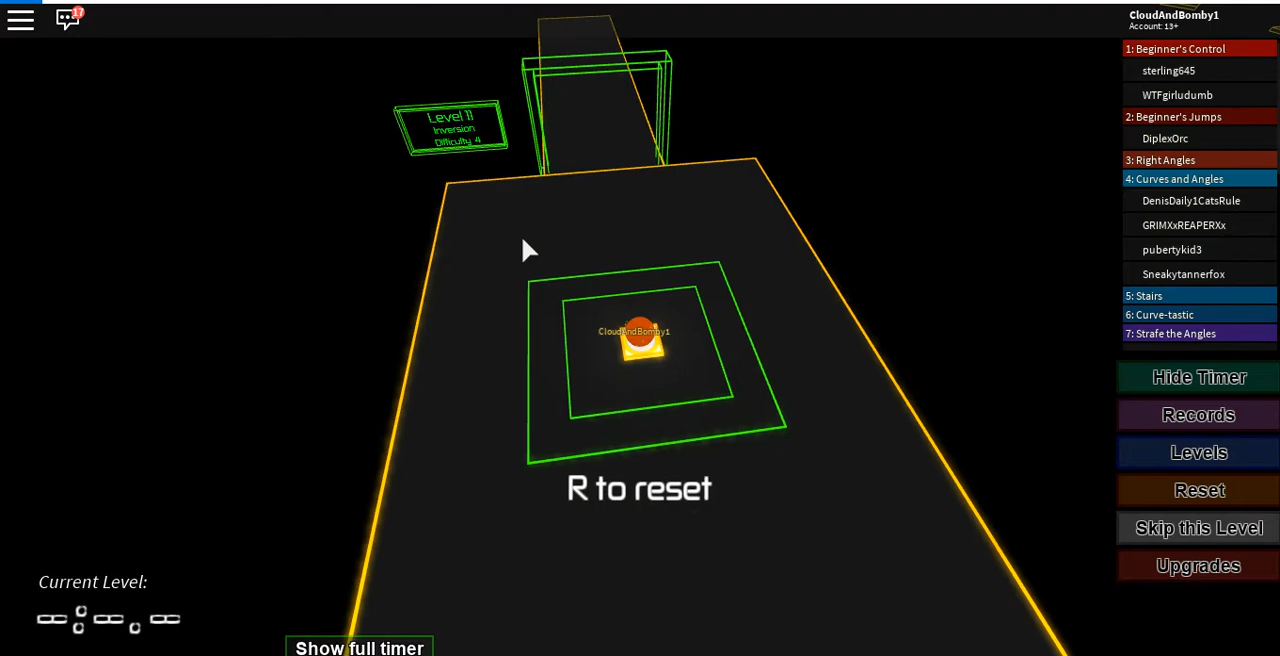 17
CloudAndBomby1
Account: 13+
1: Beginner's Control
sterling645
WTFgirludumb
2: Beginner's Jumps
DiplexOrc
3: Right Angles
4: Curves and Angles
DenisDaily1CatsRule
GRIMXxREAPERXx
pubertykid3
Sneakytannerfox
5: Stairs
6: Curve-tastic
7: Strafe the Angles
Level 11
Inversion
Difficulty 4
CloudAndBomby1
R to reset
Hide Timer
Records
Levels
Reset
Skip this Level
Upgrades
Current Level:
Show full timer